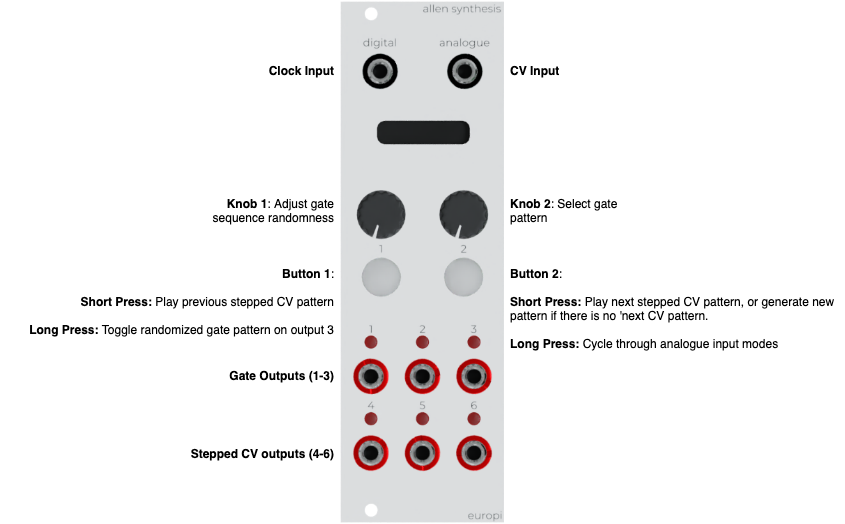 allen synthesis
digital analogue
Clock Input
CV Input
Knob 1: Adjust gate
sequence randomness
Knob 2: Select gate
pattern
1 2
Button 1:
Short Press: Play previous stepped CV pattern
Long Press: Toggle randomized gate pattern on output 3
Button 2:
Short Press: Play next stepped CV pattern, or generate new
pattern if there is no 'next CV pattern.
Long Press: Cycle through analogue input modes
1 2 3
Gate Outputs (1-3)
4 5 6
Stepped CV outputs (4-6)
europi